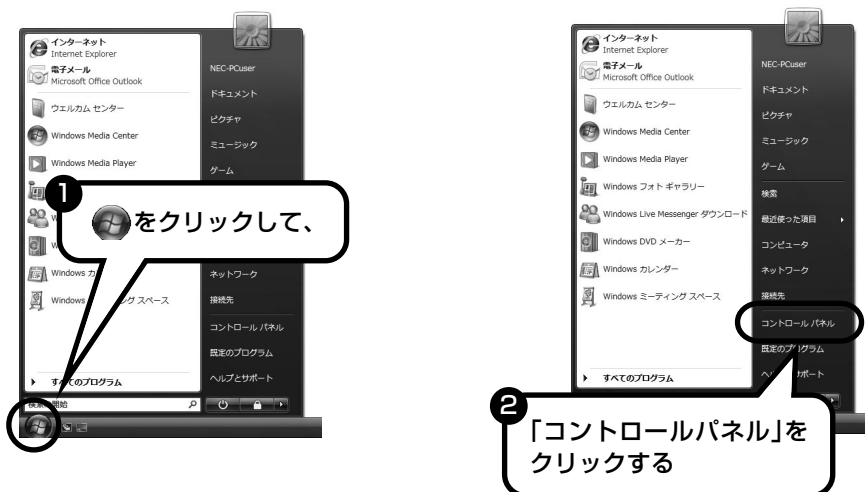 インターネット
Internet Explorer
電子メール
Microsoft Office Outlook
ウエルカム センター
Windows Media Center
Windows Media Player
NEC-PCuser
ドキュメント
ピクチャ
ミュージック
ゲーム
1
をクリックして、
Windows
Windows
ング スペース
ネットワーク
接続先
コントロール パネル
既定のプログラム
ヘルプとサポート
すべてのプログラム
開始
インターネット
Internet Explorer
電子メール
Microsoft Office Outlook
ウエルカム センター
Windows Media Center
Windows Media Player
Windows フォト ギャラリー
Windows Live Messenger ダウンロード
Windows DVD メーカー
Windows カレンダー
Windows ミーティング スペース
すべてのプログラム
NEC-PCuser
ドキュメント
ピクチャ
ミュージック
ゲーム
検索
最近使った項目
コンピュータ
ネットワーク
接続先
コントロール パネル
既定のプログラム
ポート
2
「コントロールパネル」を
クリックする